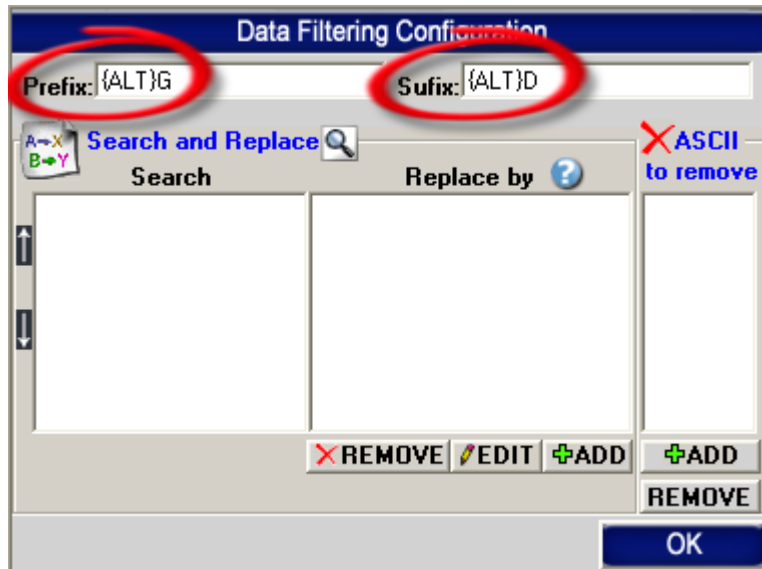 Data Filtering Configuration
Prefix: {ALT}G Sufix: {ALT}D
A→X
B→Y
Search and Replace
ASCII
to remove
Search Replace by ?
REMOVE EDIT ADD ADD
REMOVE
OK